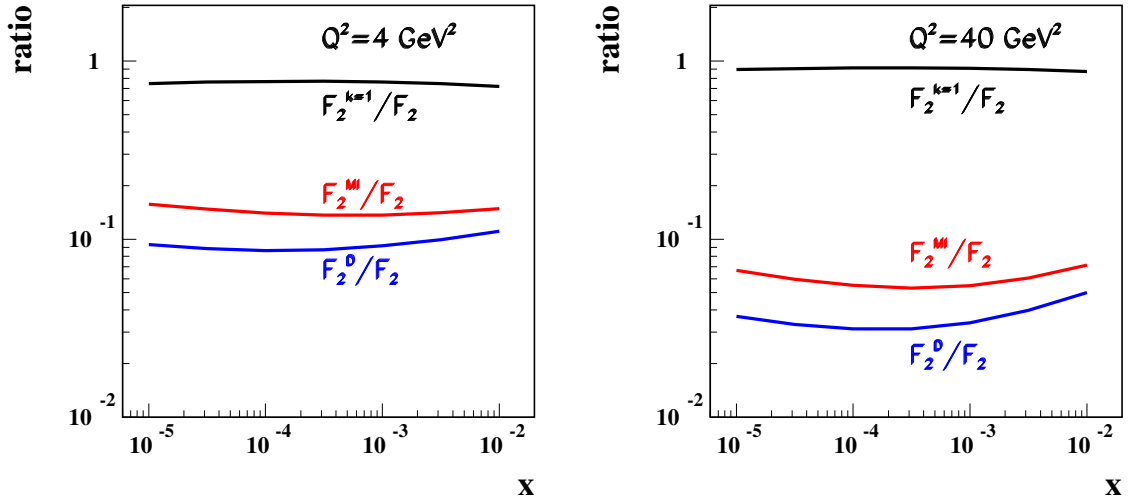 ratio
Q²=4 GeV²
1
F₂ᵏ⁼¹/F₂
F₂ᴹᴵ/F₂
10⁻¹
F₂ᴰ/F₂
10⁻²
10⁻⁵ 10⁻⁴ 10⁻³ 10⁻²
x
ratio
Q²=40 GeV²
1
F₂ᵏ⁼¹/F₂
10⁻¹
F₂ᴹᴵ/F₂
F₂ᴰ/F₂
10⁻²
10⁻⁵ 10⁻⁴ 10⁻³ 10⁻²
x